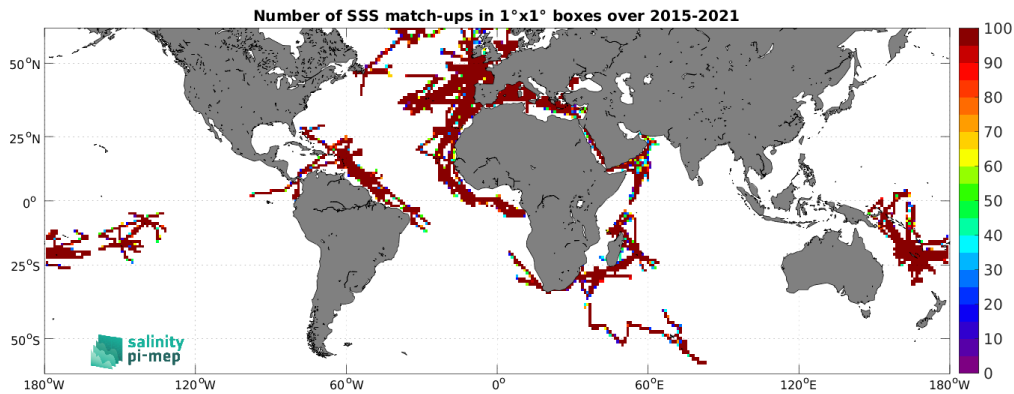 Number of SSS match-ups in 1°x1° boxes over 2015-2021
100
90
80
70
60
50
40
30
20
10
0
50°N
25°N
0°
25°S
50°S
salinity
pi-mep
180°W 120°W 60°W 0° 60°E 120°E 180°W